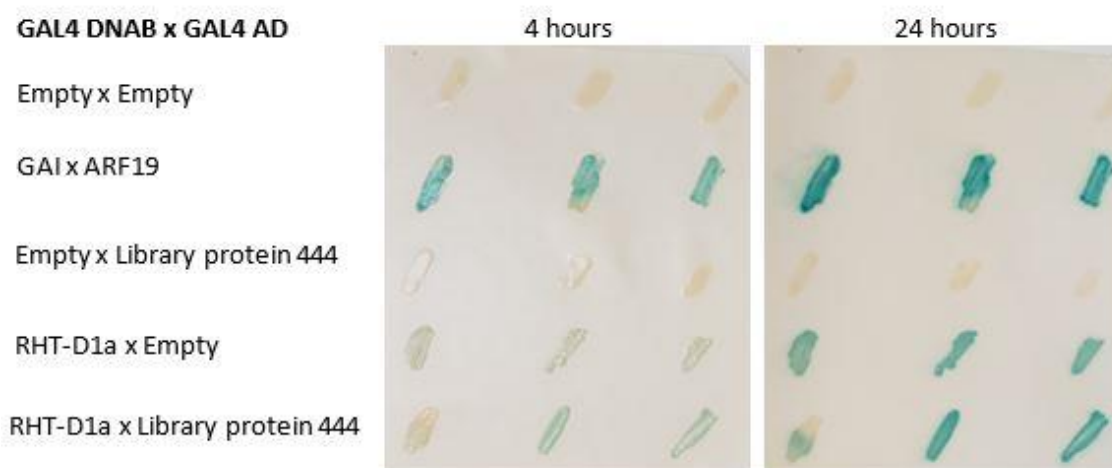 GAL4 DNAB x GAL4 AD 4 hours 24 hours
Empty x Empty
GAI x ARF19
Empty x Library protein 444
RHT-D1a x Empty
RHT-D1a x Library protein 444